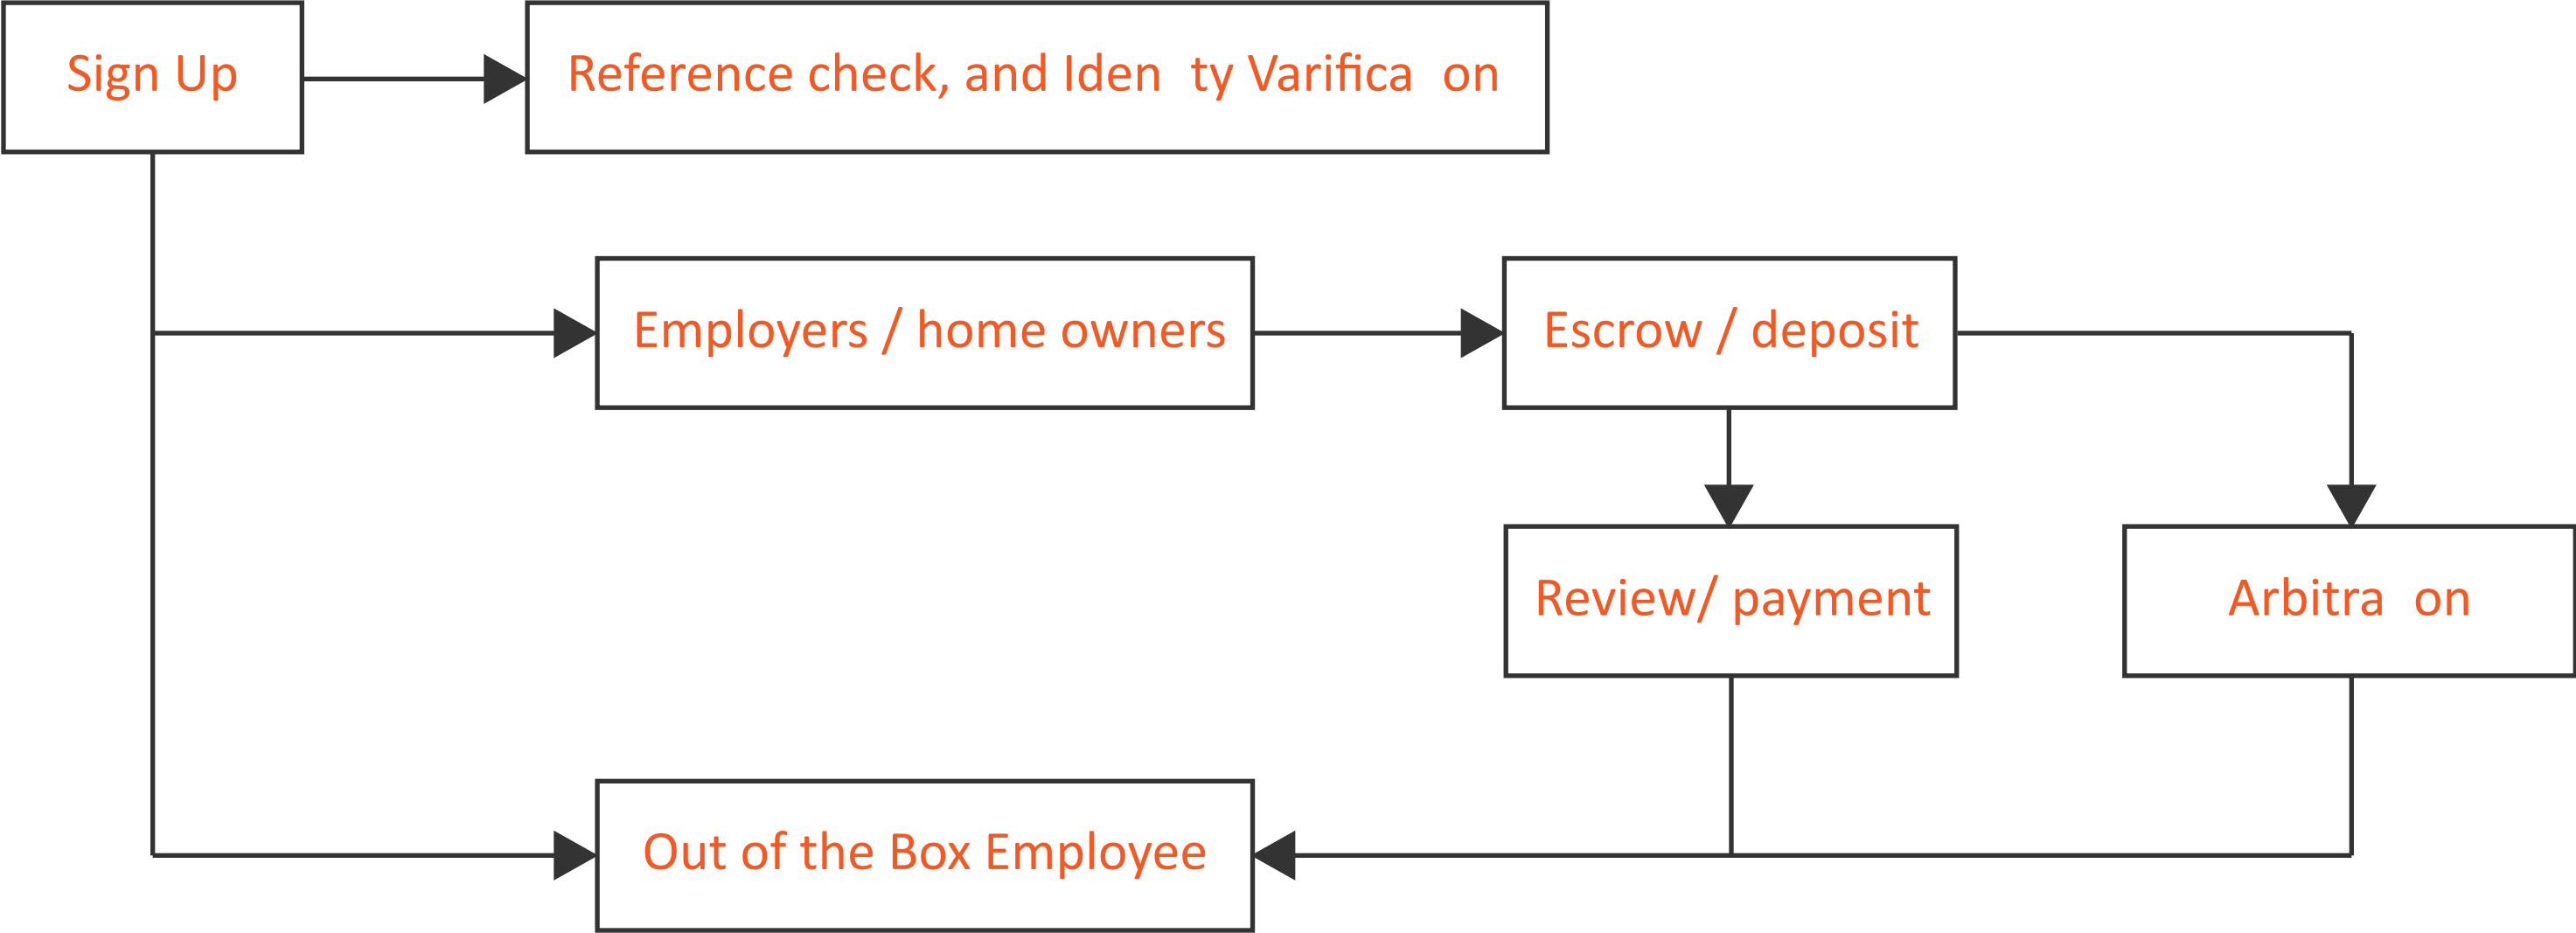 Sign Up
Reference check, and Iden ty Varifica on
Employers / home owners
Escrow / deposit
Review/ payment
Arbitra on
Out of the Box Employee